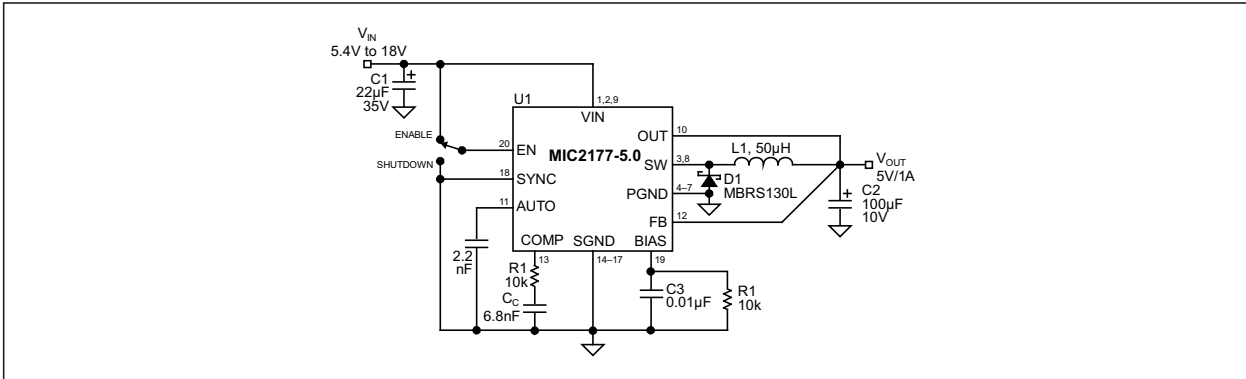 V_IN
5.4V to 18V
C1
22µF
35V
U1
1,2,9
VIN
OUT
10
ENABLE
20
EN
MIC2177-5.0
SW
3,8
L1, 50µH
V_OUT
5V/1A
SHUTDOWN
18
SYNC
D1
MBRS130L
PGND
4–7
C2
100µF
10V
11
AUTO
FB
12
COMP
SGND
BIAS
13
14–17
19
2.2
nF
R1
10k
C_C
6.8nF
C3
0.01µF
R1
10k